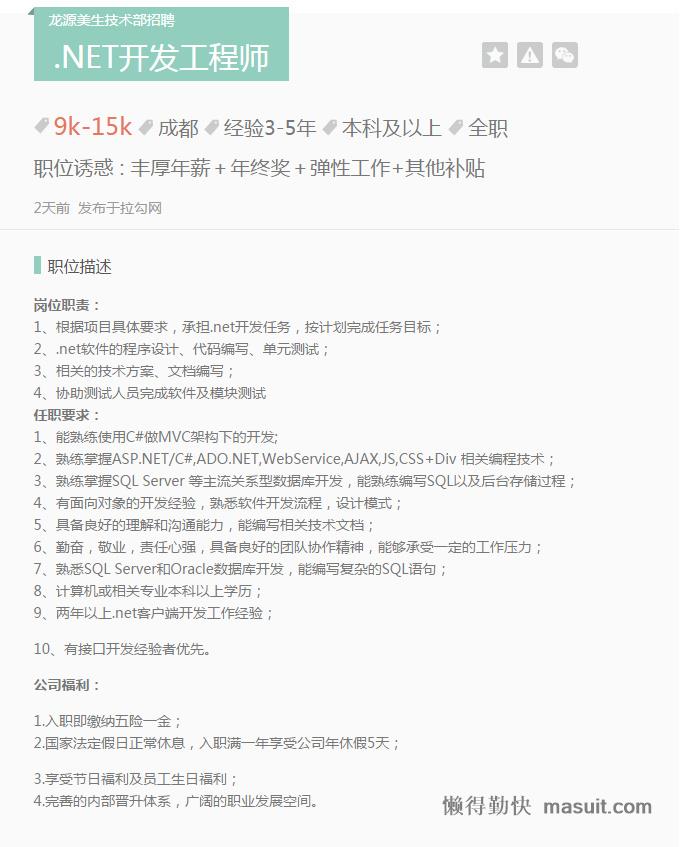 龙源美生技术部招聘
.NET开发工程师
9k-15k 成都 经验3-5年 本科及以上 全职
职位诱惑 : 丰厚年薪 + 年终奖 + 弹性工作+其他补贴
2天前 发布于拉勾网
职位描述
岗位职责：
1、根据项目具体要求，承担.net开发任务，按计划完成任务目标；
2、.net软件的程序设计、代码编写、单元测试；
3、相关的技术方案、文档编写；
4、协助测试人员完成软件及模块测试
任职要求：
1、能熟练使用C#做MVC架构下的开发;
2、熟练掌握ASP.NET/C#,ADO.NET,WebService,AJAX,JS,CSS+Div 相关编程技术；
3、熟练掌握SQL Server 等主流关系型数据库开发，能熟练编写SQL以及后台存储过程；
4、有面向对象的开发经验，熟悉软件开发流程，设计模式；
5、具备良好的理解和沟通能力，能编写相关技术文档；
6、勤奋，敬业，责任心强，具备良好的团队协作精神，能够承受一定的工作压力；
7、熟悉SQL Server和Oracle数据库开发，能编写复杂的SQL语句；
8、计算机或相关专业本科以上学历；
9、两年以上.net客户端开发工作经验；
10、有接口开发经验者优先。
公司福利：
1.入职即缴纳五险一金；
2.国家法定假日正常休息，入职满一年享受公司年休假5天；
3.享受节日福利及员工生日福利；
4.完善的内部晋升体系，广阔的职业发展空间。
懒得勤快 masuit.com